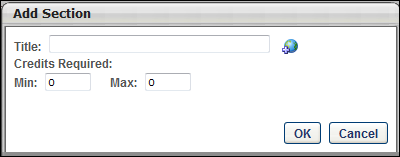 Add Section
Title:
Credits Required:
Min: 0 Max: 0
OK Cancel